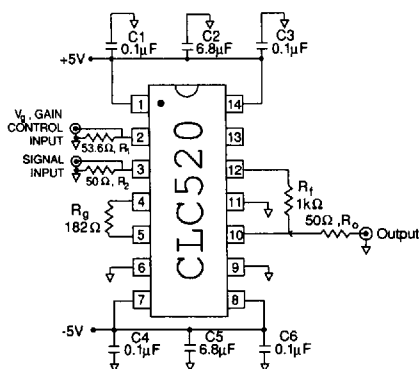 C1
0.1μF
C2
6.8μF
C3
0.1μF
+5V
1
14
Vg, GAIN
CONTROL
INPUT
2
13
53.6Ω, R1
SIGNAL
INPUT
3
12
50Ω, R2
Rf
1kΩ
4
11
Rg
182Ω
50Ω, Ro
5
10
Output
6
9
7
8
CLC520
-5V
C4
0.1μF
C5
6.8μF
C6
0.1μF